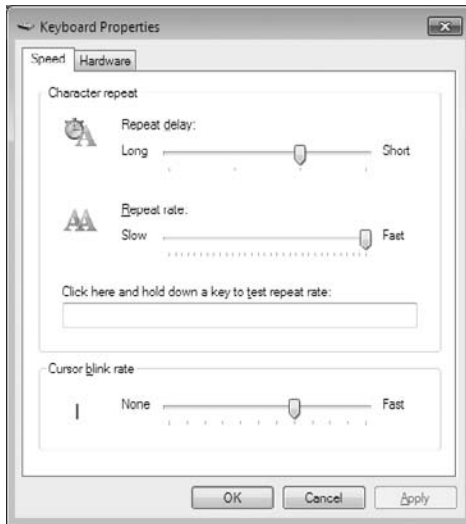 Keyboard Properties
Speed Hardware
Character repeat
Repeat delay:
Long Short
Repeat rate:
Slow Fast
Click here and hold down a key to test repeat rate:
Cursor blink rate
None Fast
OK Cancel Apply